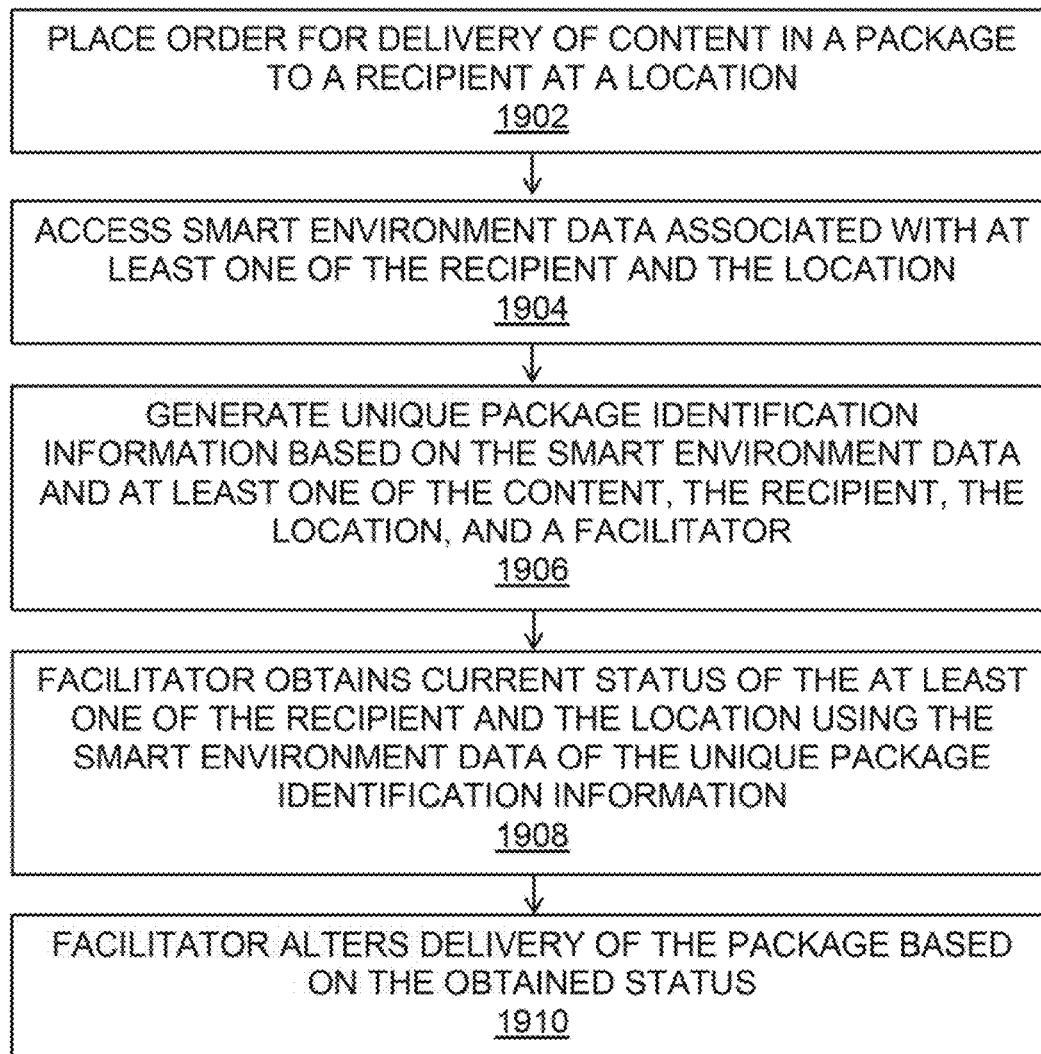 PLACE ORDER FOR DELIVERY OF CONTENT IN A PACKAGE
TO A RECIPIENT AT A LOCATION
1902
ACCESS SMART ENVIRONMENT DATA ASSOCIATED WITH AT
LEAST ONE OF THE RECIPIENT AND THE LOCATION
1904
GENERATE UNIQUE PACKAGE IDENTIFICATION
INFORMATION BASED ON THE SMART ENVIRONMENT DATA
AND AT LEAST ONE OF THE CONTENT, THE RECIPIENT, THE
LOCATION, AND A FACILITATOR
1906
FACILITATOR OBTAINS CURRENT STATUS OF THE AT LEAST
ONE OF THE RECIPIENT AND THE LOCATION USING THE
SMART ENVIRONMENT DATA OF THE UNIQUE PACKAGE
IDENTIFICATION INFORMATION
1908
FACILITATOR ALTERS DELIVERY OF THE PACKAGE BASED
ON THE OBTAINED STATUS
1910